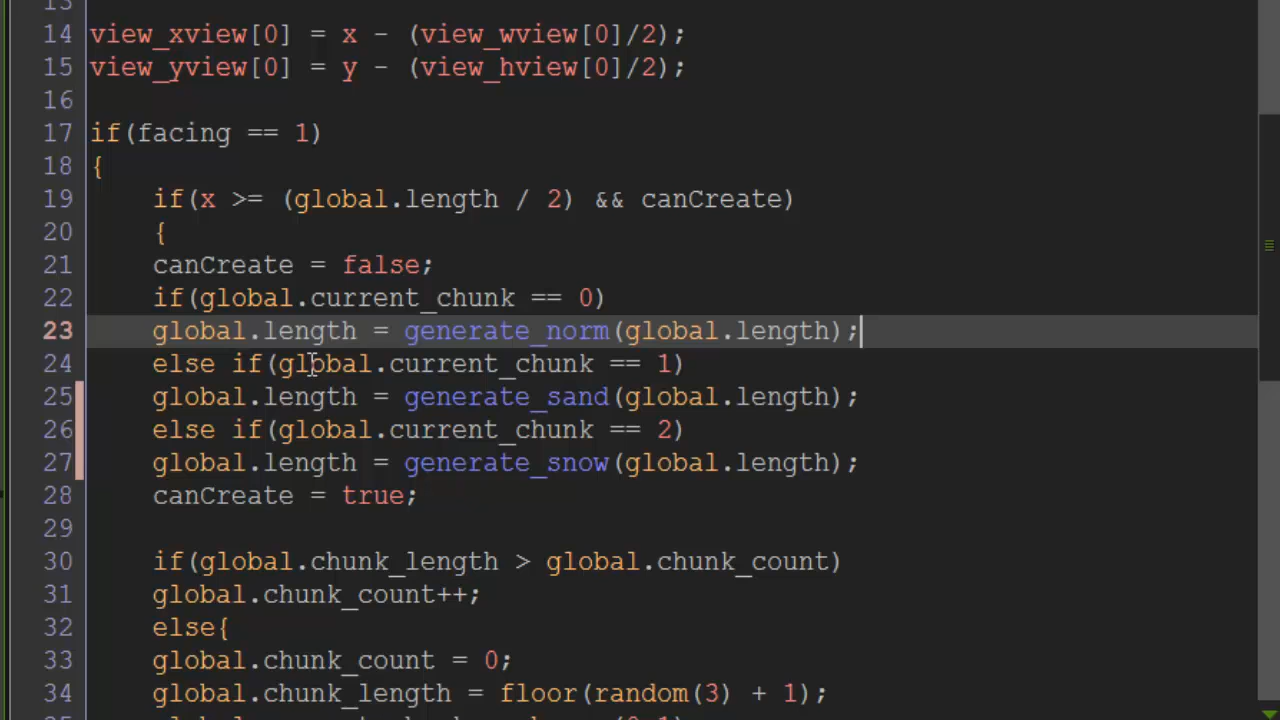 13
14 view_xview[0] = x - (view_wview[0]/2);
15 view_yview[0] = y - (view_hview[0]/2);
16
17 if(facing == 1)
18 {
19 if(x >= (global.length / 2) && canCreate)
20 {
21 canCreate = false;
22 if(global.current_chunk == 0)
23 global.length = generate_norm(global.length);
24 else if(global.current_chunk == 1)
25 global.length = generate_sand(global.length);
26 else if(global.current_chunk == 2)
27 global.length = generate_snow(global.length);
28 canCreate = true;
29
30 if(global.chunk_length > global.chunk_count)
31 global.chunk_count++;
32 else{
33 global.chunk_count = 0;
34 global.chunk_length = floor(random(3) + 1);